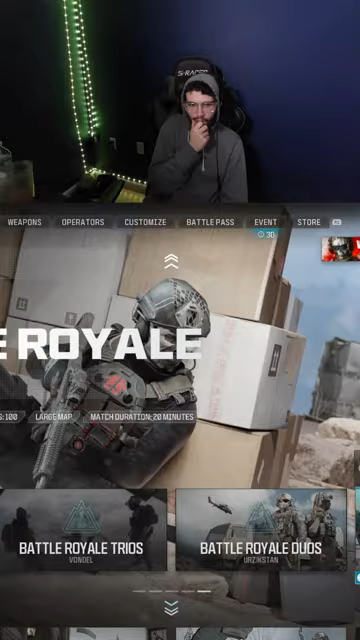 WEAPONS OPERATORS CUSTOMIZE BATTLE PASS EVENT STORE
3D
E ROYALE
S:100 LARGE MAP MATCH DURATION:20 MINUTES
BATTLE ROYALE TRIOS
VONDEL
BATTLE ROYALE DUOS
URZIKSTAN